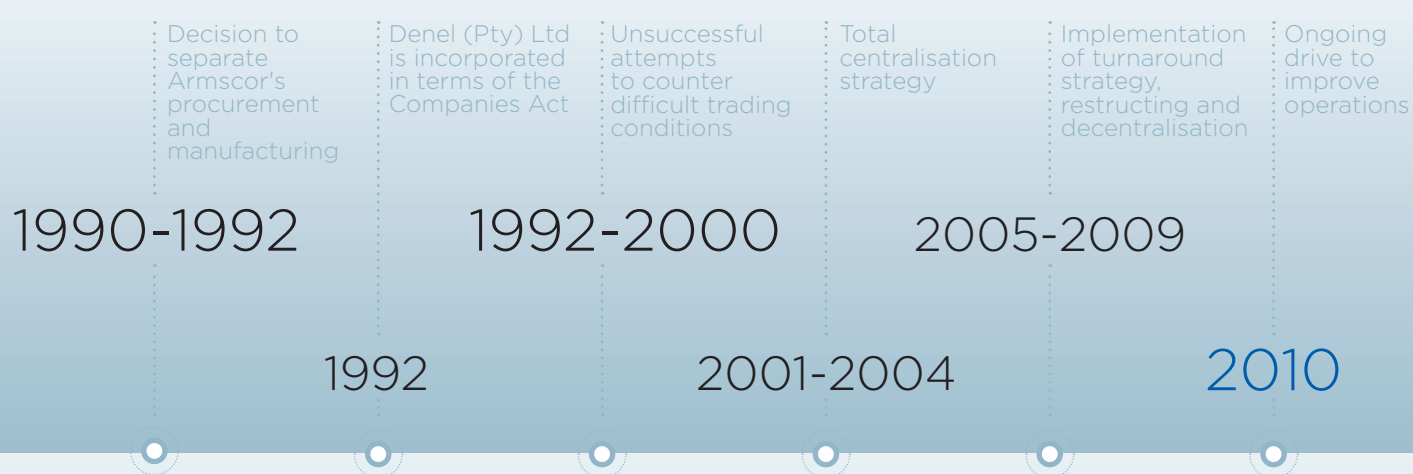 Decision to
separate
Armscor's
procurement
and
manufacturing
Denel (Pty) Ltd
is incorporated
in terms of the
Companies Act
Unsuccessful
attempts
to counter
difficult trading
conditions
Total
centralisation
strategy
Implementation
of turnaround
strategy,
restructing and
decentralisation
Ongoing
drive to
improve
operations
1990-1992
1992-2000
2005-2009
1992
2001-2004
2010